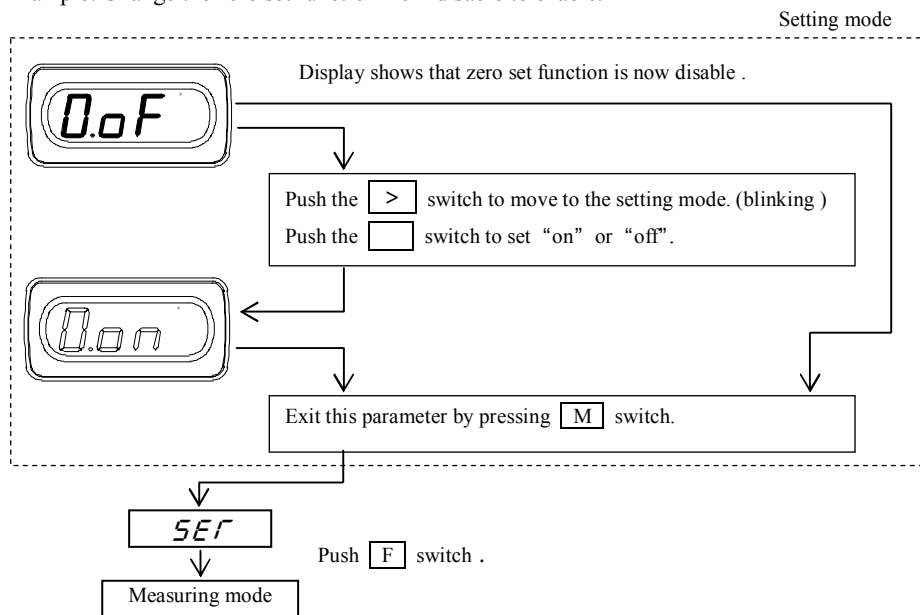 Setting mode
Display shows that zero set function is now disable .
0.oF
Push the > switch to move to the setting mode. (blinking )
Push the switch to set “on” or “off”.
0.on
Exit this parameter by pressing M switch.
SET
Push F switch .
Measuring mode